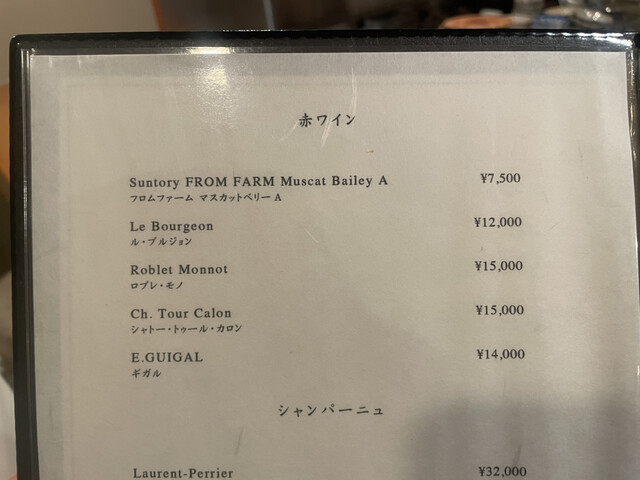 赤ワイン
Suntory FROM FARM Muscat Bailey A ¥7,500
フロムファーム マスカットベリーA
Le Bourgeon ¥12,000
ル・ブルジョン
Roblet Monnot ¥15,000
ロブレ・モノ
Ch. Tour Calon ¥15,000
シャトー・トゥール・カロン
E.GUIGAL ¥14,000
ギガル
シャンパーニュ
Laurent-Perrier ¥32,000